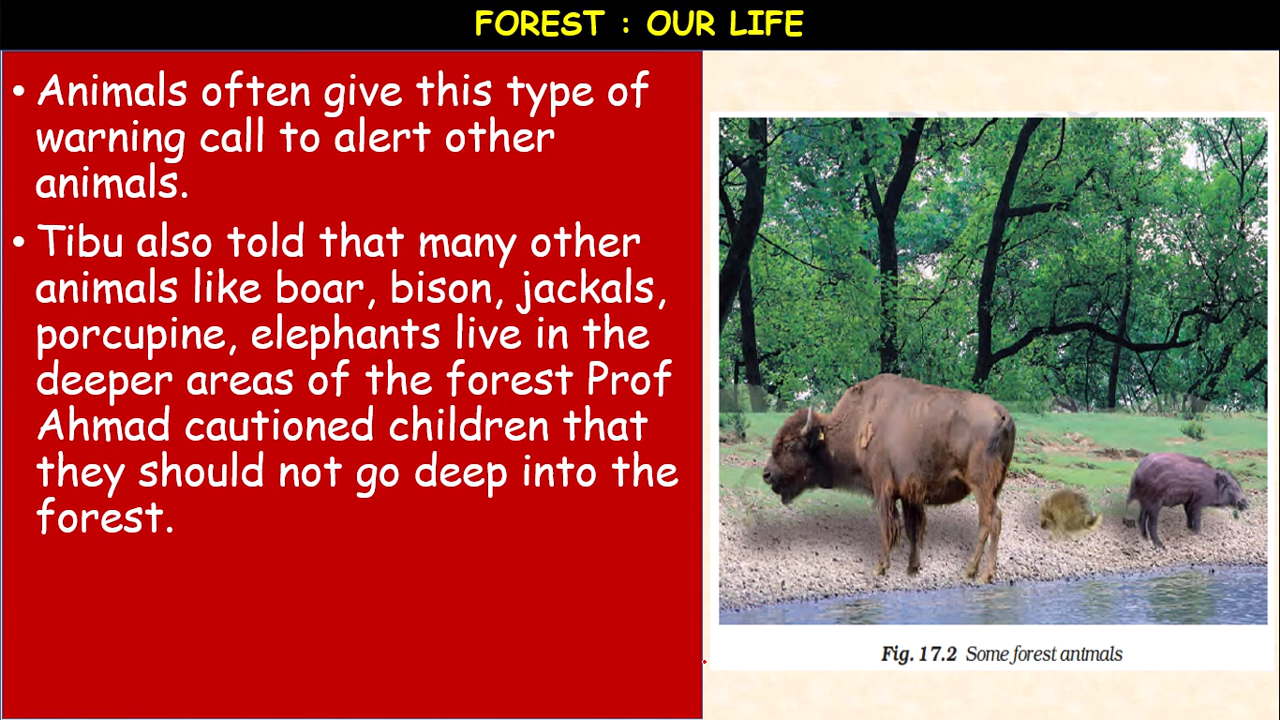 FOREST : OUR LIFE
• Animals often give this type of
warning call to alert other
animals.
• Tibu also told that many other
animals like boar, bison, jackals,
porcupine, elephants live in the
deeper areas of the forest Prof
Ahmad cautioned children that
they should not go deep into the
forest.
Fig. 17.2 Some forest antmals